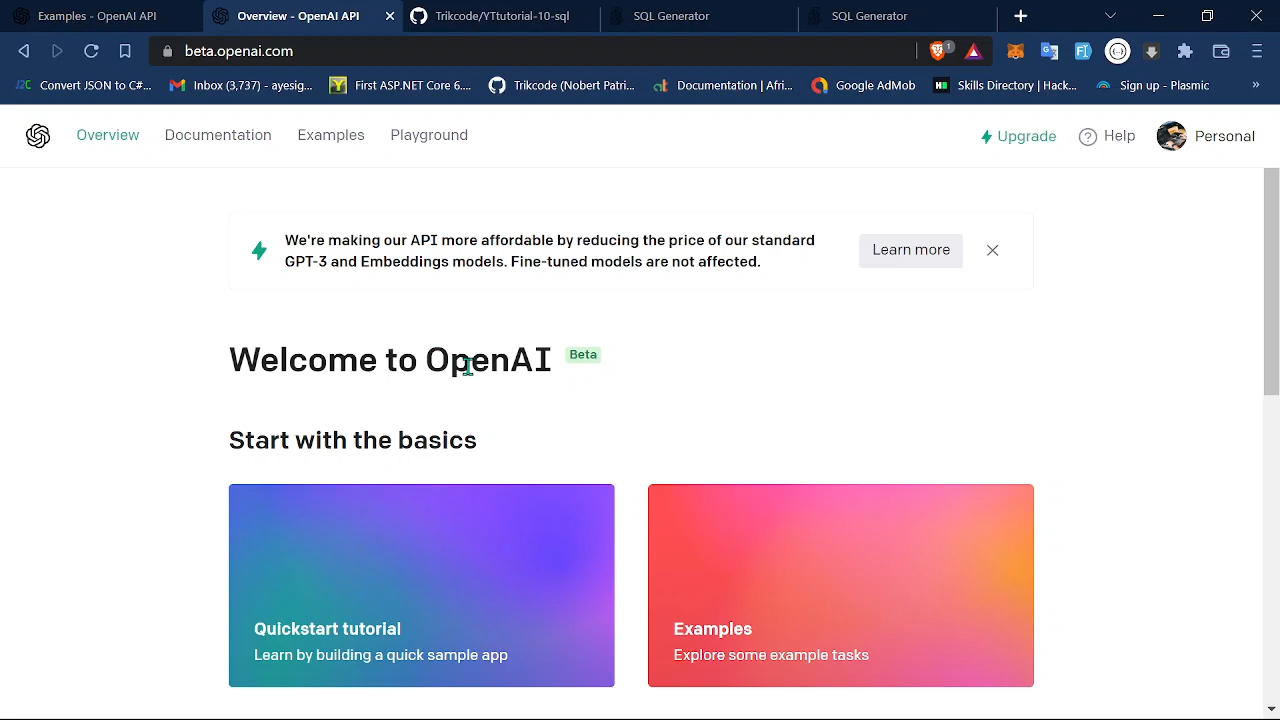 Examples - OpenAI API
Overview - OpenAI API
Trikcode/YTtutorial-10-sql
SQL Generator
SQL Generator
beta.openai.com
1
J2C Convert JSON to C#...
Inbox (3,737) - ayesig...
Y First ASP.NET Core 6....
Trikcode (Nobert Patri...
at Documentation | Afri...
Google AdMob
H Skills Directory | Hack...
Sign up - Plasmic
»
Overview
Documentation
Examples
Playground
Upgrade
? Help
Personal
We're making our API more affordable by reducing the price of our standard
GPT-3 and Embeddings models. Fine-tuned models are not affected.
Learn more
Welcome to OpenAI Beta
Start with the basics
Quickstart tutorial
Learn by building a quick sample app
Examples
Explore some example tasks